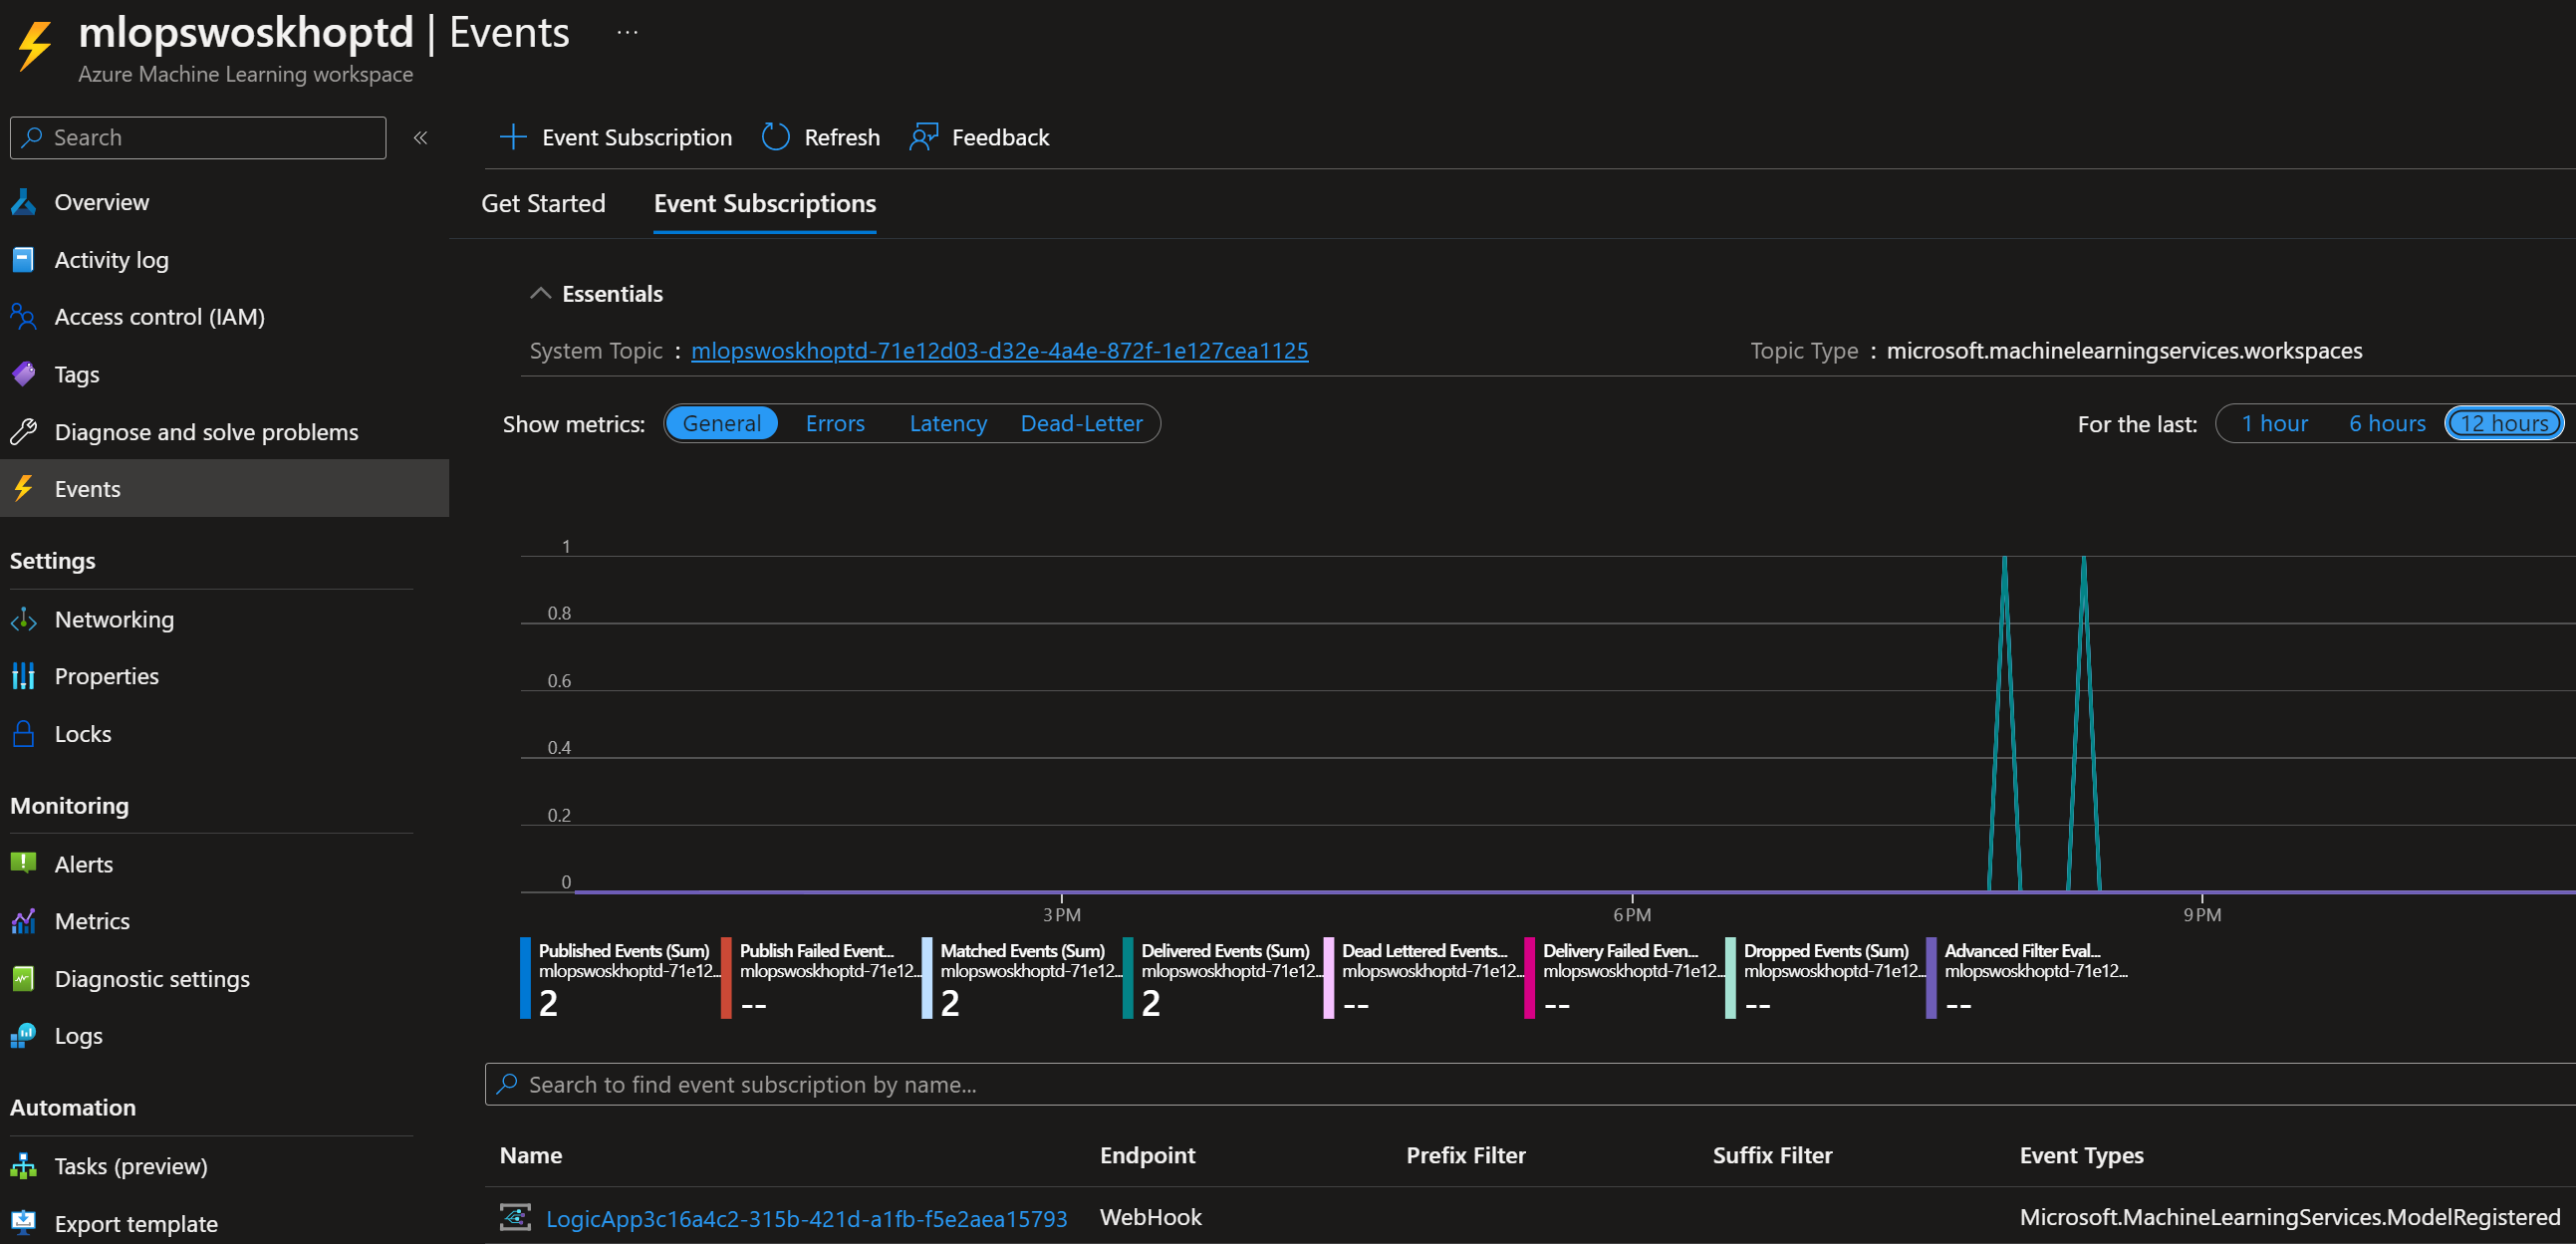 mlopswoskhoptd | Events ...
Azure Machine Learning workspace
Search
«
Overview
Activity log
Access control (IAM)
Tags
Diagnose and solve problems
Events
Settings
Networking
Properties
Locks
Monitoring
Alerts
Metrics
Diagnostic settings
Logs
Automation
Tasks (preview)
Export template
Event Subscription Refresh Feedback
Get Started Event Subscriptions
Essentials
System Topic : mlopswoskhoptd-71e12d03-d32e-4a4e-872f-1e127cea1125 Topic Type : microsoft.machinelearningservices.workspaces
Show metrics: General Errors Latency Dead-Letter For the last: 1 hour 6 hours 12 hours
1
0.8
0.6
0.4
0.2
0
3 PM 6 PM 9 PM
Published Events (Sum) Publish Failed Event... Matched Events (Sum) Delivered Events (Sum) Dead Lettered Events... Delivery Failed Even... Dropped Events (Sum) Advanced Filter Eval...
mlopswoskhoptd-71e12... mlopswoskhoptd-71e12... mlopswoskhoptd-71e12... mlopswoskhoptd-71e12... mlopswoskhoptd-71e12... mlopswoskhoptd-71e12... mlopswoskhoptd-71e12... mlopswoskhoptd-71e12...
2 -- 2 2 -- -- -- --
Search to find event subscription by name...
Name Endpoint Prefix Filter Suffix Filter Event Types
LogicApp3c16a4c2-315b-421d-a1fb-f5e2aea15793 WebHook Microsoft.MachineLearningServices.ModelRegistered